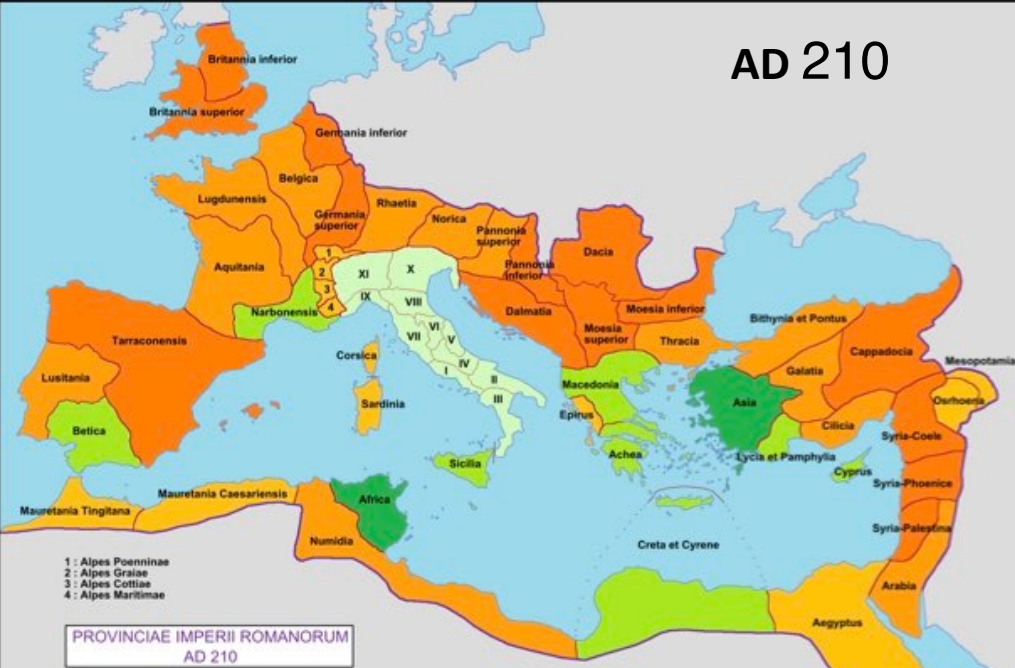 AD 210
Britannia inferior
Britannia superior
Germania inferior
Belgica
Lugdunensis
Germania
superior
Rhaetia
Norica
Pannonia
superior
Pannonia
inferior
Dacia
Aquitania
1
2
3
4
XI
X
IX
VIII
VII
VI
V
IV
I
II
III
Narbonensis
Dalmatia
Moesia inferior
Moesia
superior
Thracia
Bithynia et Pontus
Cappadocia
Mesopotamia
Galatia
Osrhoena
Tarraconensis
Lusitania
Betica
Corsica
Sardinia
Macedonia
Epirus
Asia
Cilicia
Syria-Coele
Achea
Lycia et Pamphylia
Cyprus
Syria-Phoenice
Sicilia
Mauretania Caesariensis
Mauretania Tingitana
Africa
Numidia
Syria-Palestina
Creta et Cyrene
Arabia
Aegyptus
1 : Alpes Poenninae
2 : Alpes Graiae
3 : Alpes Cottiae
4 : Alpes Maritimae
PROVINCIAE IMPERII ROMANORUM
AD 210